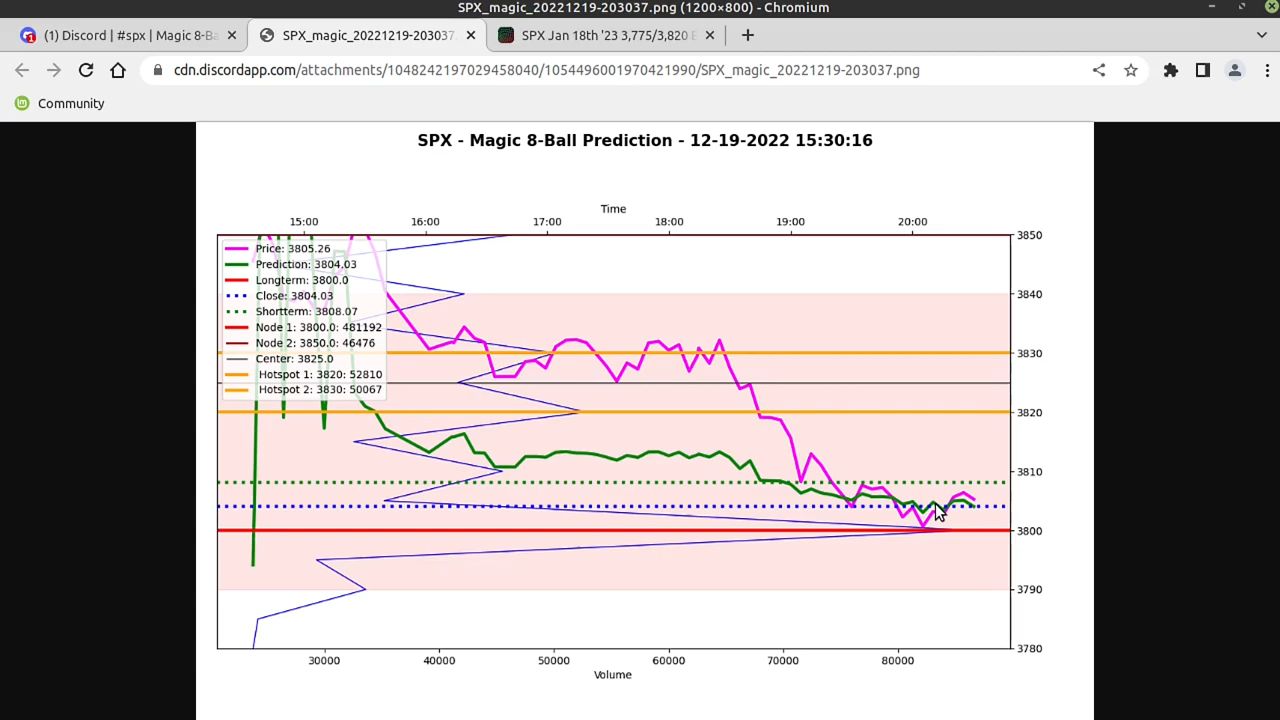 SPX_magic_20221219-203037.png (1200×800) - Chromium
(1) Discord | #spx | Magic 8-Ba
SPX_magic_20221219-203037.
SPX Jan 18th '23 3,775/3,820 B
cdn.discordapp.com/attachments/1048242197029458040/1054496001970421990/SPX_magic_20221219-203037.png
Community
SPX - Magic 8-Ball Prediction - 12-19-2022 15:30:16
Time
15:00 16:00 17:00 18:00 19:00 20:00
Price: 3805.26
Prediction: 3804.03
Longterm: 3800.0
Close: 3804.03
Shortterm: 3808.07
Node 1: 3800.0: 481192
Node 2: 3850.0: 46476
Center: 3825.0
Hotspot 1: 3820: 52810
Hotspot 2: 3830: 50067
3850
3840
3830
3820
3810
3800
3790
3780
30000 40000 50000 60000 70000 80000
Volume